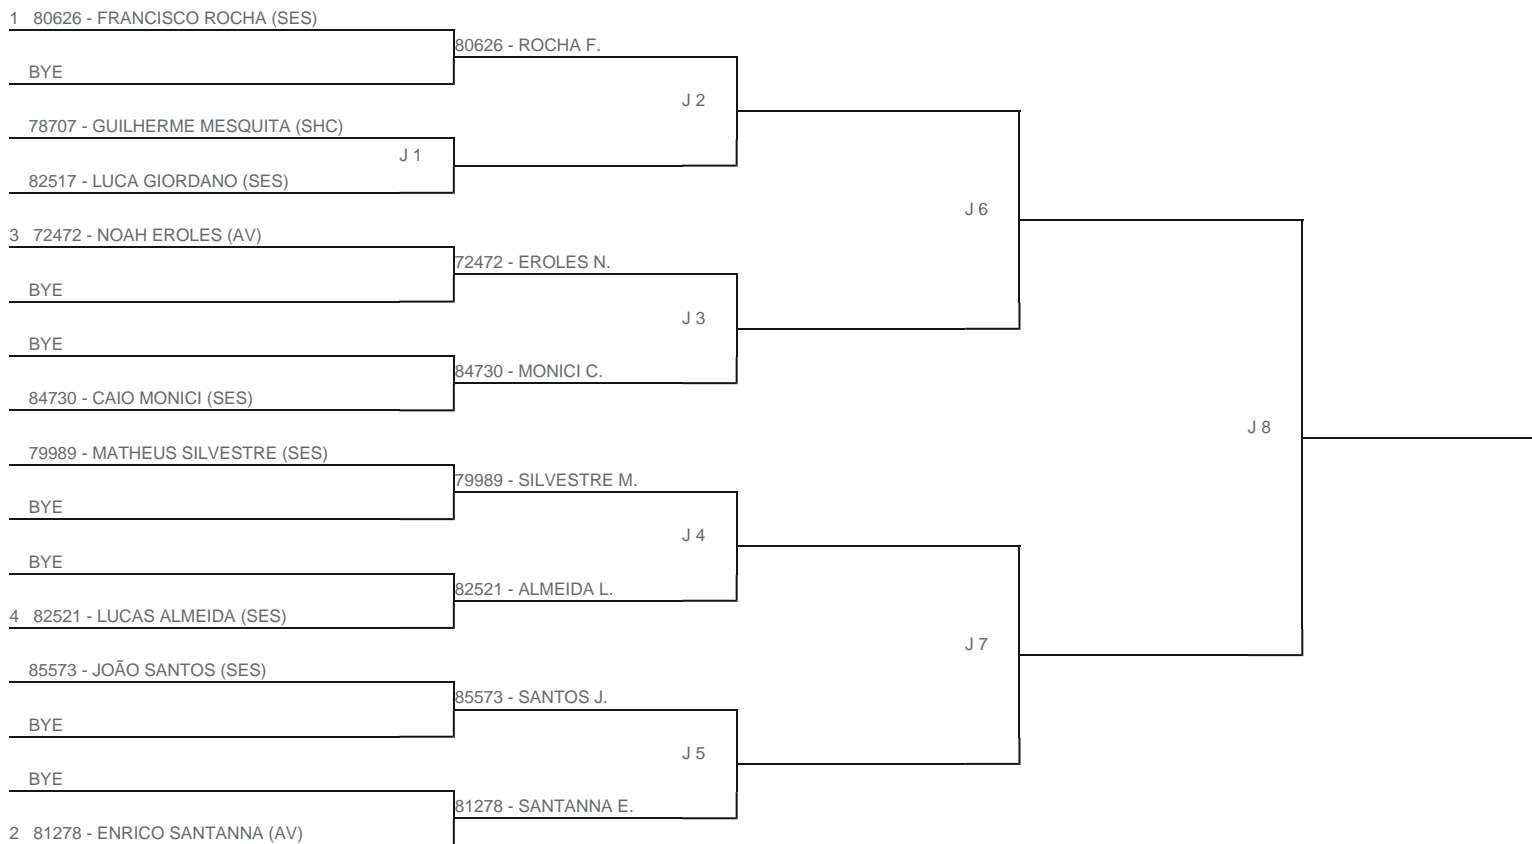 1 80626 - FRANCISCO ROCHA (SES)
80626 - ROCHA F.
BYE
J 2
78707 - GUILHERME MESQUITA (SHC)
J 1
82517 - LUCA GIORDANO (SES)
J 6
3 72472 - NOAH EROLES (AV)
72472 - EROLES N.
BYE
J 3
BYE
84730 - MONICI C.
84730 - CAIO MONICI (SES)
J 8
79989 - MATHEUS SILVESTRE (SES)
79989 - SILVESTRE M.
BYE
J 4
BYE
82521 - ALMEIDA L.
4 82521 - LUCAS ALMEIDA (SES)
J 7
85573 - JOÃO SANTOS (SES)
85573 - SANTOS J.
BYE
J 5
BYE
81278 - SANTANNA E.
2 81278 - ENRICO SANTANNA (AV)